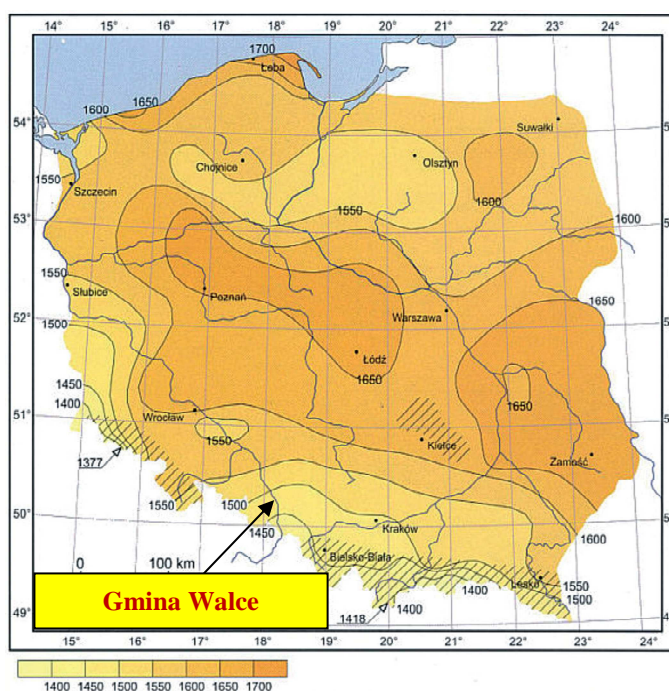 14° 15° 16° 17° 18° 19° 20° 21° 22° 23° 24°
1700
Łeba
1650
1600
54°
Suwałki
Chojnice
Olsztyn
1550
Szczecin
1550
1600
53°
1600
1550
1650
Słubice
Poznań
Warszawa
1500
52°
Łódź
1650
1450
1650
1400
51°
Wrocław
1550
Kielce
1377
Zamość
1550
1500
50°
1450
Kraków
1600
Bielsko-Biała
0 100 km
Lesko
1550
1400
1500
Gmina Walce
1418
1400
49°
15° 16° 17° 18° 19° 20° 21° 22° 23° 24°
1400 1450 1500 1550 1600 1650 1700